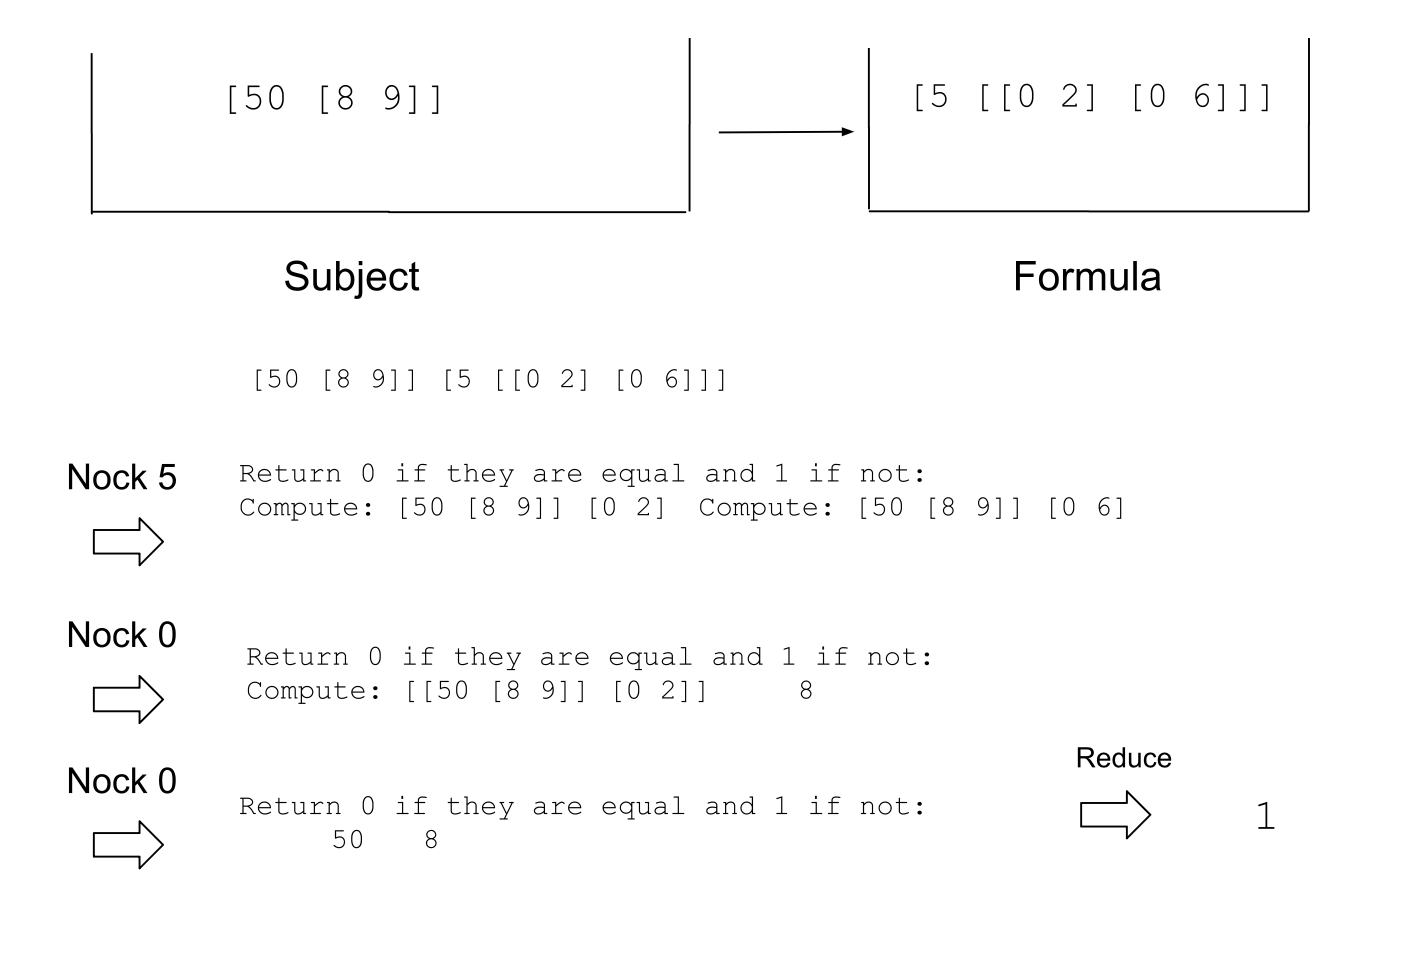 [50 [8 9]]
[5 [[0 2] [0 6]]]
Subject
Formula
[50 [8 9]] [5 [[0 2] [0 6]]]
Nock 5
Return 0 if they are equal and 1 if not:
Compute: [50 [8 9]] [0 2] Compute: [50 [8 9]] [0 6]
Nock 0
Return 0 if they are equal and 1 if not:
Compute: [[50 [8 9]] [0 2]] 8
Nock 0
Return 0 if they are equal and 1 if not:
50 8
Reduce
1